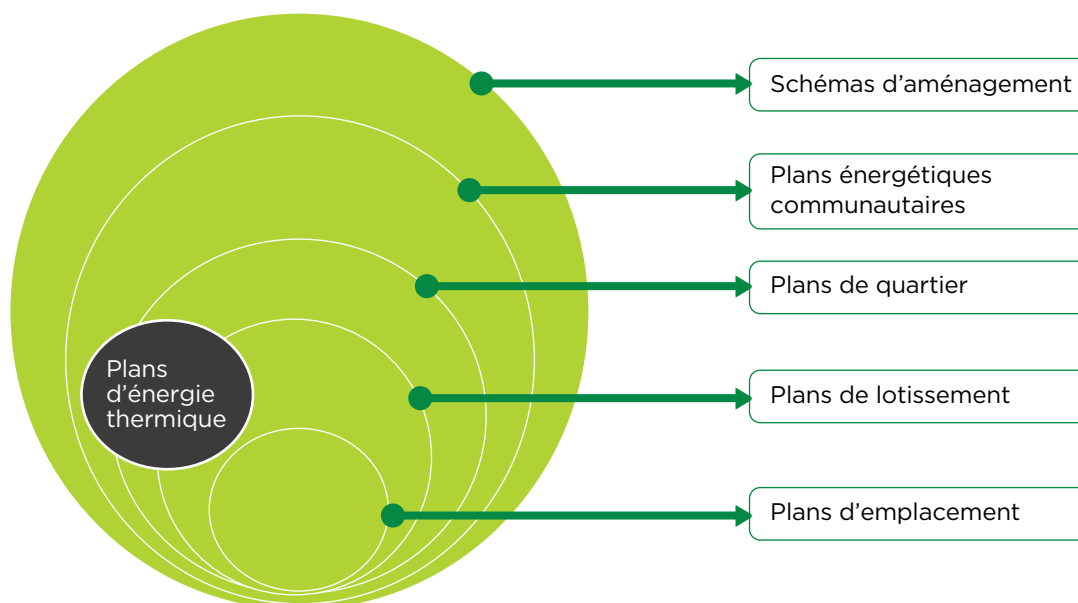 Schémas d'aménagement
Plans énergétiques
communautaires
Plans de quartier
Plans
d'énergie
thermique
Plans de lotissement
Plans d'emplacement